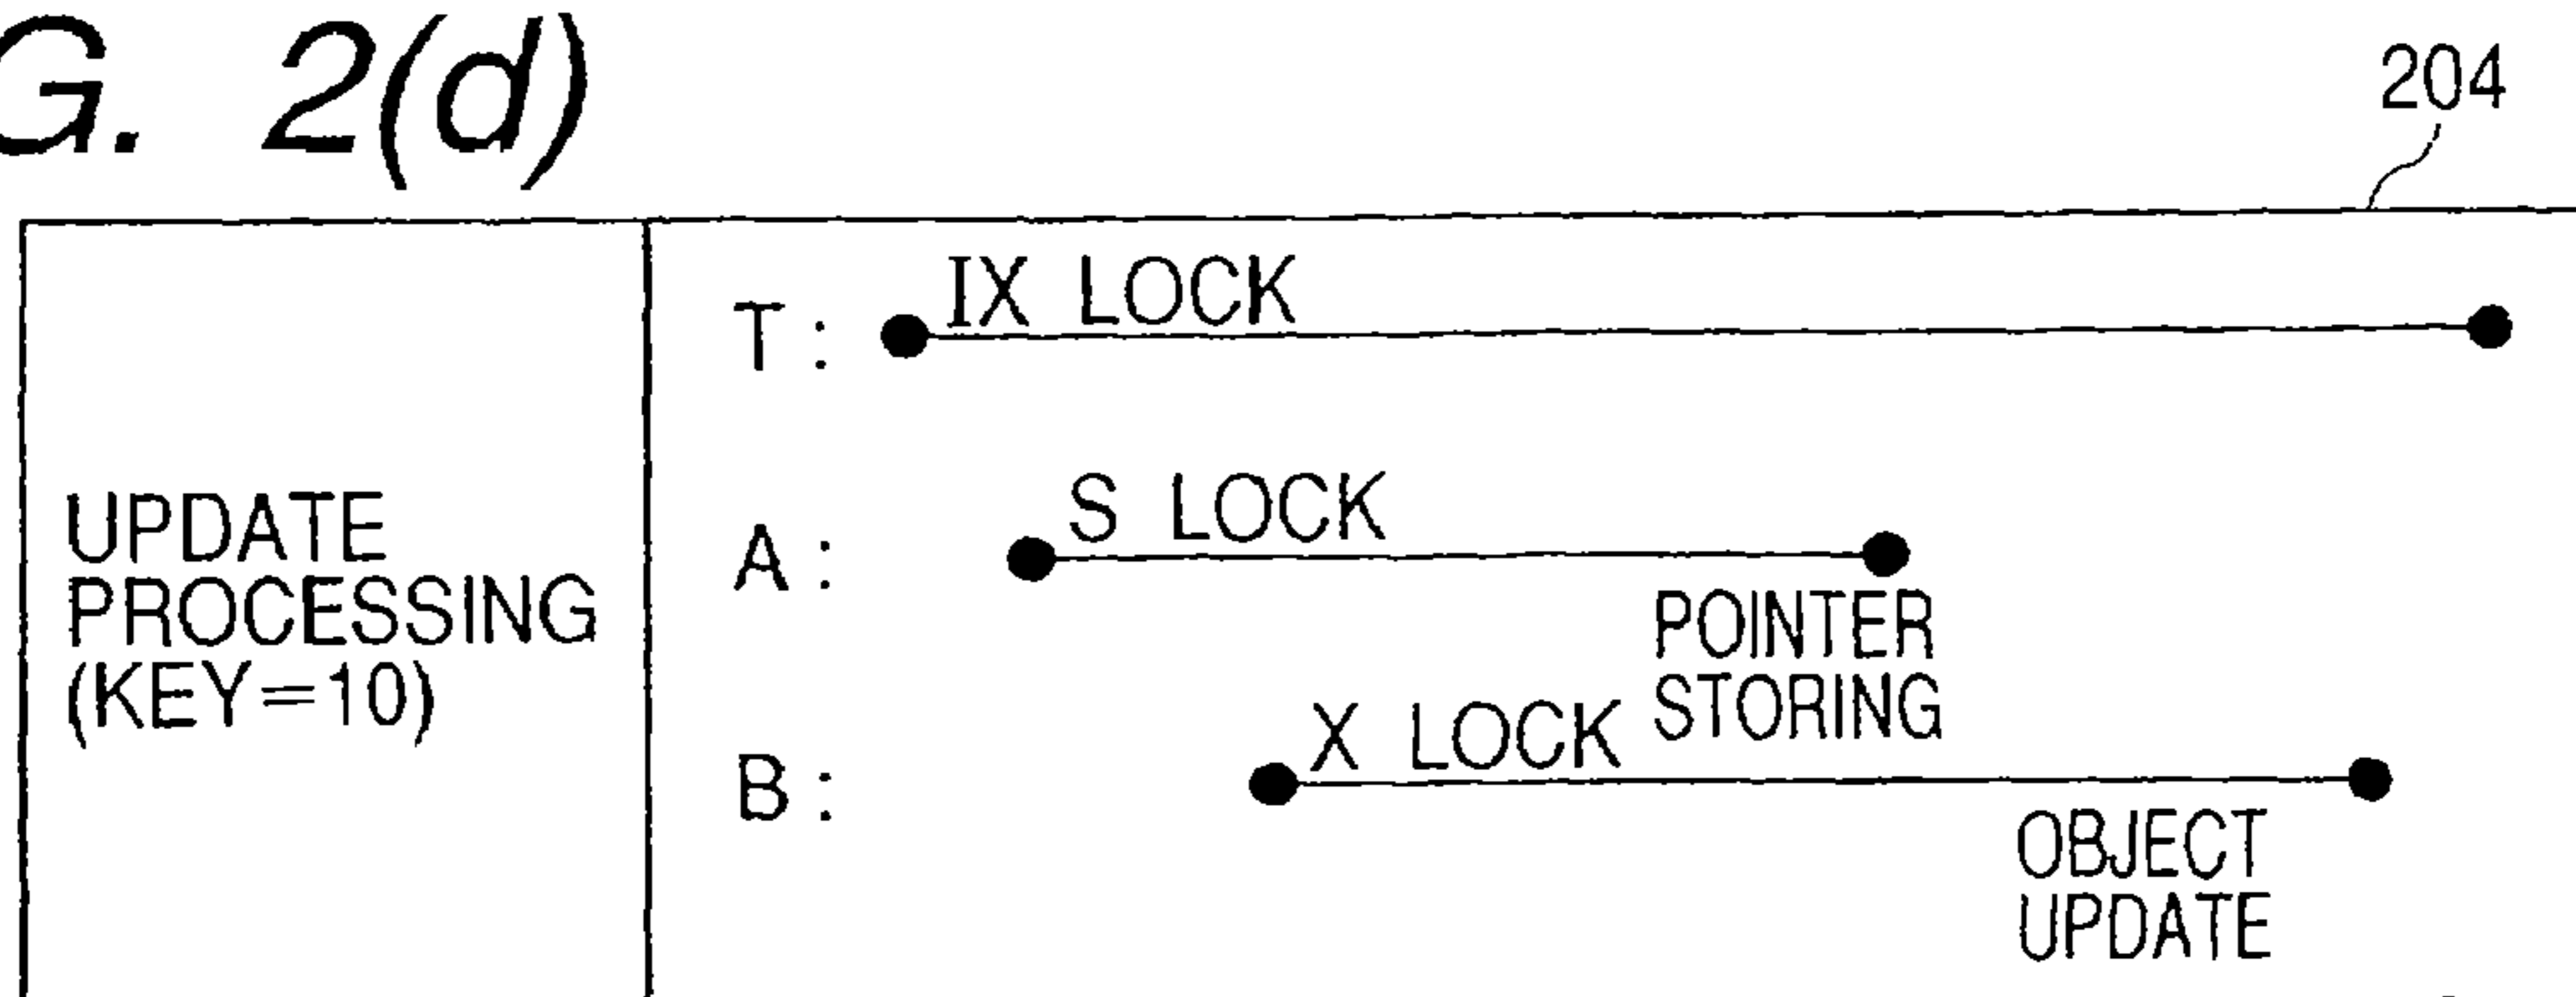 G. 2(d)
204
T: IX LOCK
A: S LOCK
UPDATE
PROCESSING
(KEY=10)
POINTER
STORING
B: X LOCK
OBJECT
UPDATE